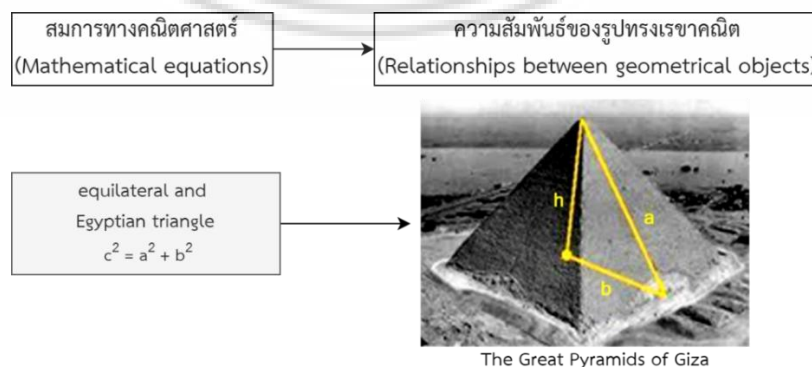 สมการทางคณิตศาสตร์
(Mathematical equations)
ความสัมพันธ์ของรูปทรงเรขาคณิต
(Relationships between geometrical objects)
equilateral and
Egyptian triangle
c² = a² + b²
h
a
b
The Great Pyramids of Giza